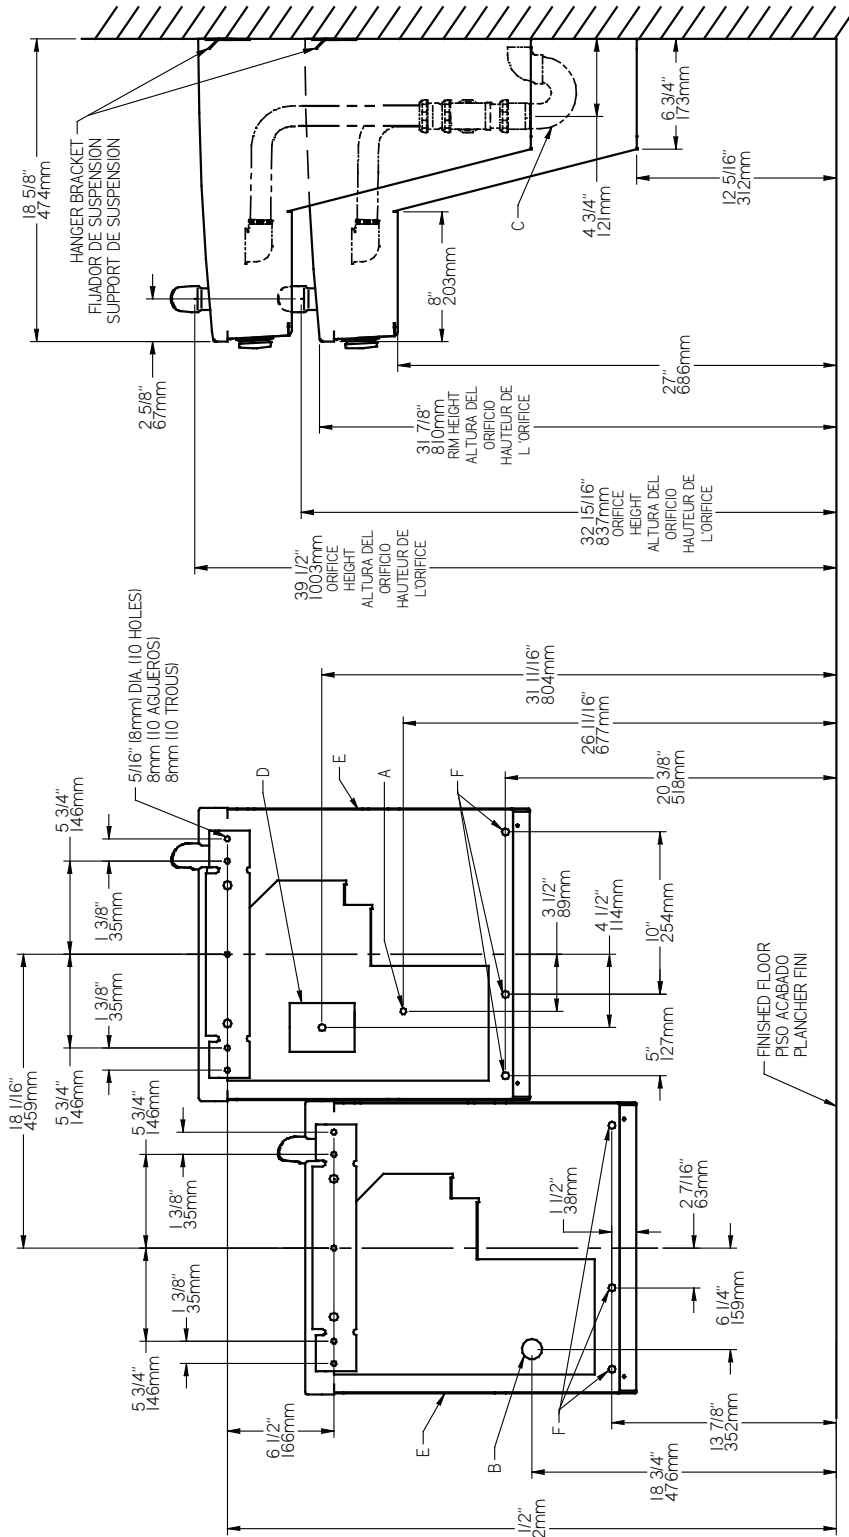 18 5/8"
474mm
HANGER BRACKET
FIJADOR DE SUSPENSION
SUPPORT DE SUSPENSION
2 5/8"
67mm
8"
203mm
C
4 3/4"
121mm
6 3/4"
173mm
12 5/16"
312mm
27"
686mm
31 7/8"
810mm
RIM HEIGHT
ALTURA DEL
ORIFICIO
HAUTEUR DE
L'ORIFICE
32 15/16"
837mm
ORIFICE
HEIGHT
ALTURA DEL
ORIFICIO
HAUTEUR DE
L'ORIFICE
39 1/2"
1003mm
ORIFICE
HEIGHT
ALTURA DEL
ORIFICIO
HAUTEUR DE
L'ORIFICE
5/16" (8mm) DIA. (10 HOLES)
8mm (10 AGUJEROS)
8mm (10 TROUS)
31 11/16"
804mm
26 11/16"
677mm
20 3/8"
518mm
D
E
A
F
5 3/4"
146mm
1 3/8"
35mm
1 3/8"
35mm
5 3/4"
146mm
18 1/16"
459mm
3 1/2"
89mm
4 1/2"
114mm
10"
254mm
5"
127mm
FINISHED FLOOR
PISO ACABADO
PLANCHER FINI
5 3/4"
146mm
1 3/8"
35mm
1 3/8"
35mm
5 3/4"
146mm
1 1/2"
38mm
2 7/16"
63mm
6 1/4"
159mm
6 1/2"
166mm
E
B
F
13 7/8"
352mm
18 3/4"
476mm
1/2"
2mm